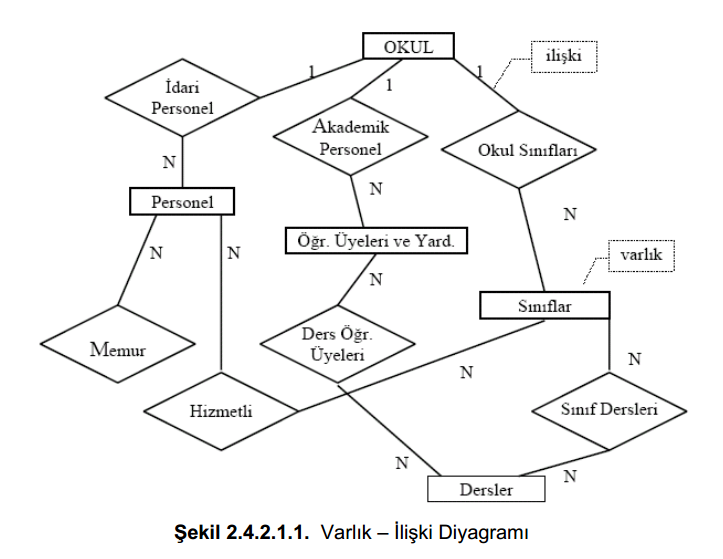 OKUL
ilişki
1
1
1
İdari
Personel
Akademik
Personel
Okul Sınıfları
N
N
N
Personel
Öğr. Üyeleri ve Yard.
varlık
N
N
N
Sınıflar
Memur
Ders Öğr.
Üyeleri
N
N
Hizmetli
Sınıf Dersleri
N
N
Dersler
Şekil 2.4.2.1.1. Varlık – İlişki Diyagramı